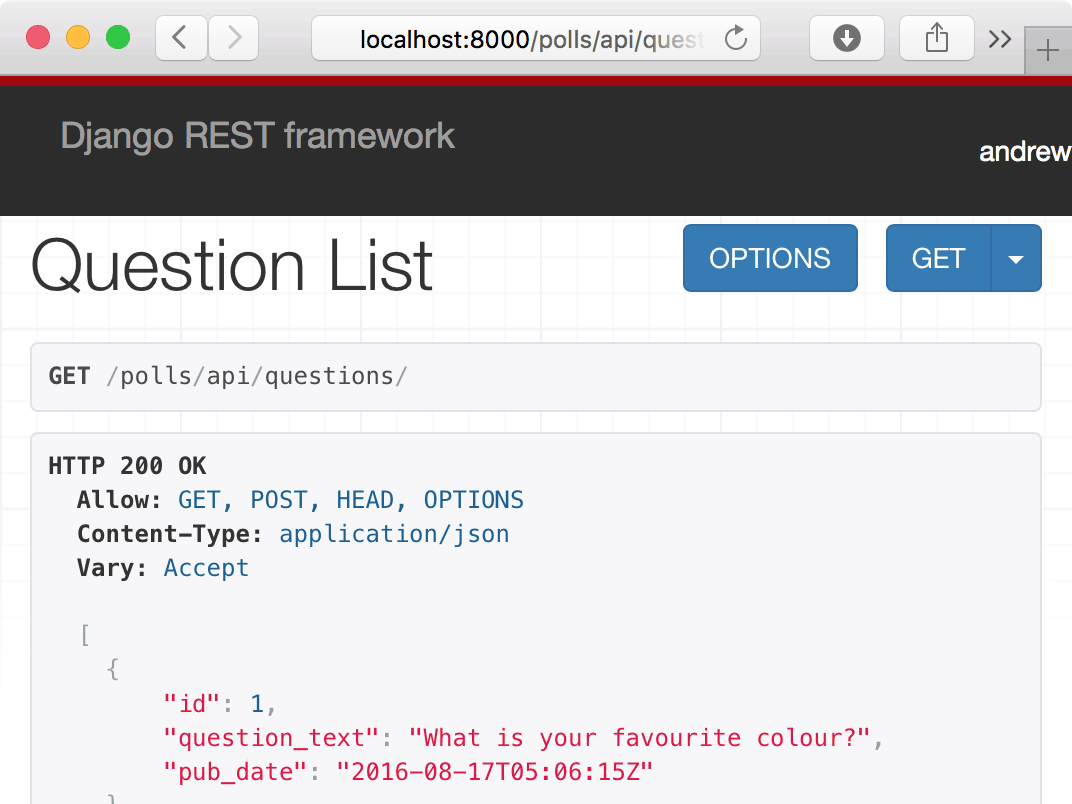 localhost:8000/polls/api/quest
Django REST framework
andrew
Question List
OPTIONS
GET
GET /polls/api/questions/
HTTP 200 OK
Allow: GET, POST, HEAD, OPTIONS
Content-Type: application/json
Vary: Accept
[
{
"id": 1,
"question_text": "What is your favourite colour?",
"pub_date": "2016-08-17T05:06:15Z"
}